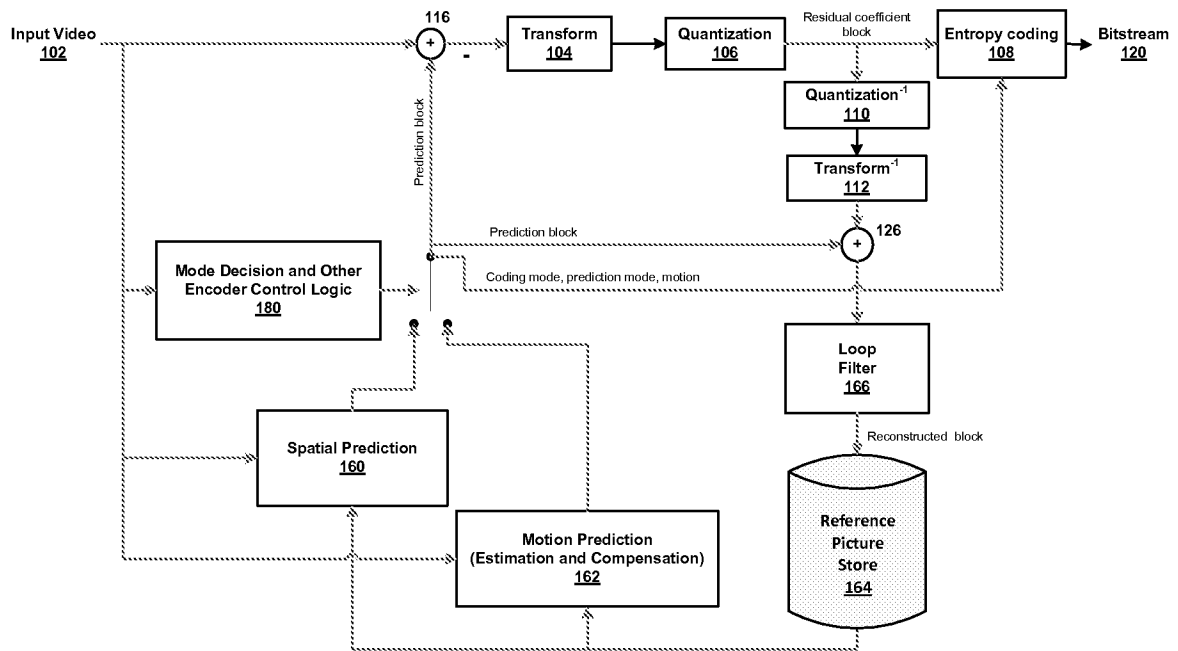 Input Video
102
116
+
-
Transform
104
Quantization
106
Residual coefficient
block
Entropy coding
108
Bitstream
120
Quantization-1
110
Transform-1
112
Prediction block
Prediction block
+
126
Coding mode, prediction mode, motion
Mode Decision and Other
Encoder Control Logic
180
Loop
Filter
166
Reconstructed block
Spatial Prediction
160
Motion Prediction
(Estimation and Compensation)
162
Reference
Picture
Store
164